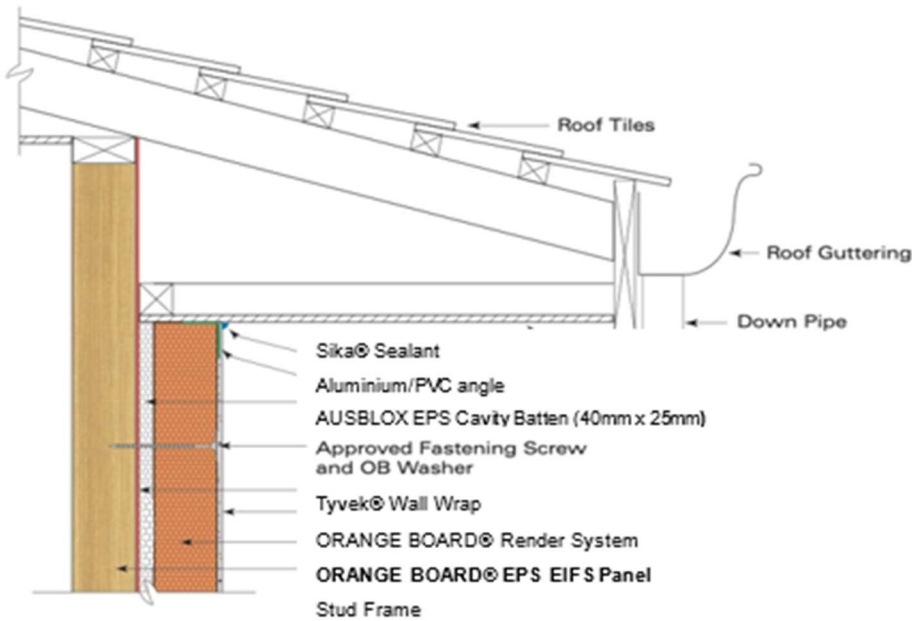 Roof Tiles
Roof Guttering
Down Pipe
Sika® Sealant
Aluminium/PVC angle
AUSBLOX EPS Cavity Batten (40mm x 25mm)
Approved Fastening Screw
and OB Washer
Tyvek® Wall Wrap
ORANGE BOARD® Render System
ORANGE BOARD® EPS EIFS Panel
Stud Frame